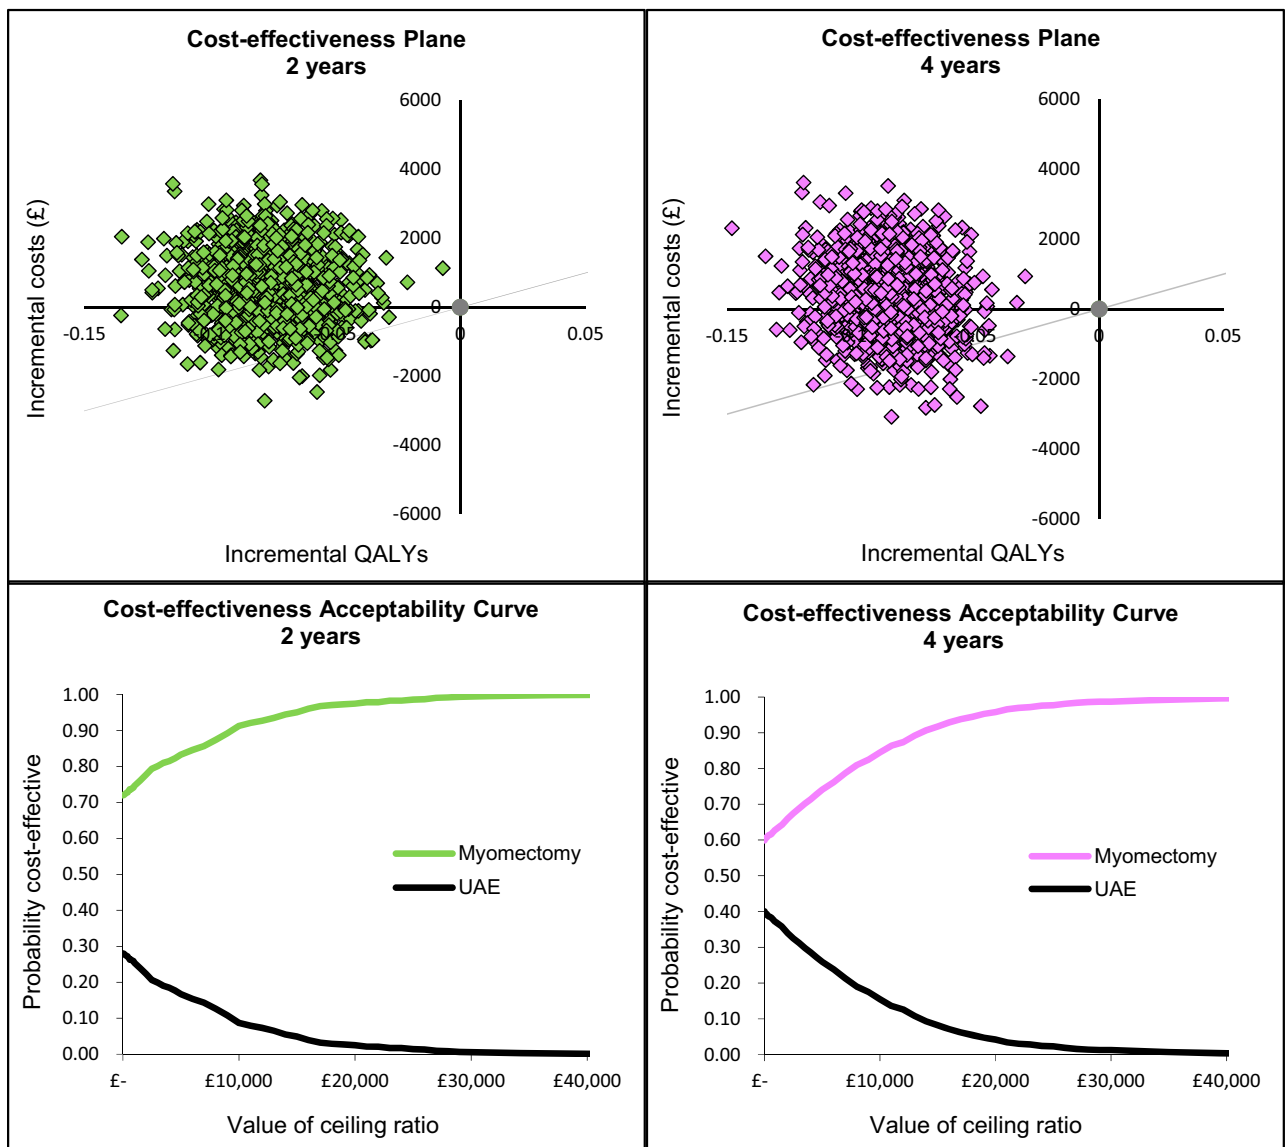 Cost-effectiveness Plane
2 years
6000
4000
2000
0
-2000
-4000
-6000
-0.15
-0.05
0
0.05
Incremental costs (£)
Incremental QALYs
Cost-effectiveness Plane
4 years
6000
4000
2000
0
-2000
-4000
-6000
-0.15
-0.05
0
0.05
Incremental costs (£)
Incremental QALYs
Cost-effectiveness Acceptability Curve
2 years
1.00
0.90
0.80
0.70
0.60
0.50
0.40
0.30
0.20
0.10
0.00
Probability cost-effective
Myomectomy
UAE
£-
£10,000
£20,000
£30,000
£40,000
Value of ceiling ratio
Cost-effectiveness Acceptability Curve
4 years
1.00
0.90
0.80
0.70
0.60
0.50
0.40
0.30
0.20
0.10
0.00
Probability cost-effective
Myomectomy
UAE
£-
£10,000
£20,000
£30,000
£40,000
Value of ceiling ratio